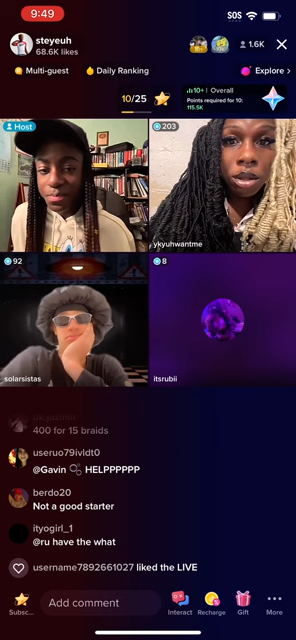 9:49
SOS
steyeuh
68.6K likes
1.6K
Multi-guest
Daily Ranking
Explore >
10/25
10+ | Overall
Points required for 10:
115.5K
Host
203
ykyuhwantme
92
8
solarsistas
itsrubii
400 for 15 braids
useruo79ivldt0
@Gavin HELPPPPPP
berdo20
Not a good starter
ityogirl_1
@ru have the what
username7892661027 liked the LIVE
Subsc...
Add comment
Interact
Recharge
Gift
More